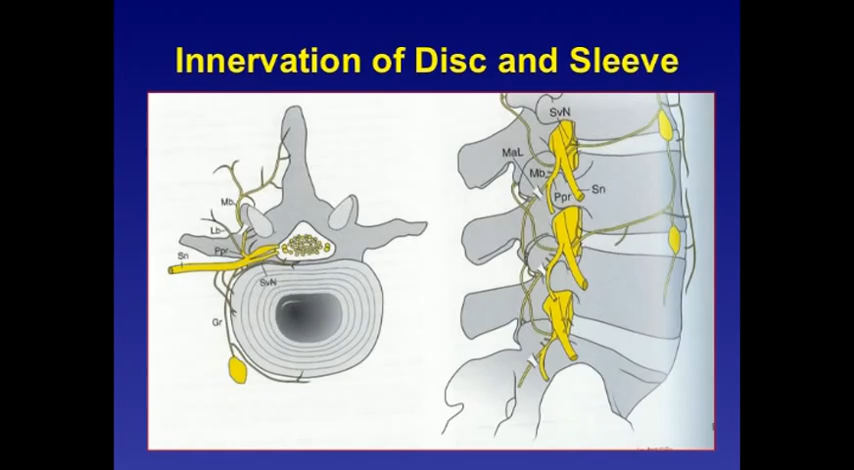 Innervation of Disc and Sleeve
Mb
Lb
Ppr
Sn
SvN
Gr
SvN
MaL
Mb
Sn
Ppr